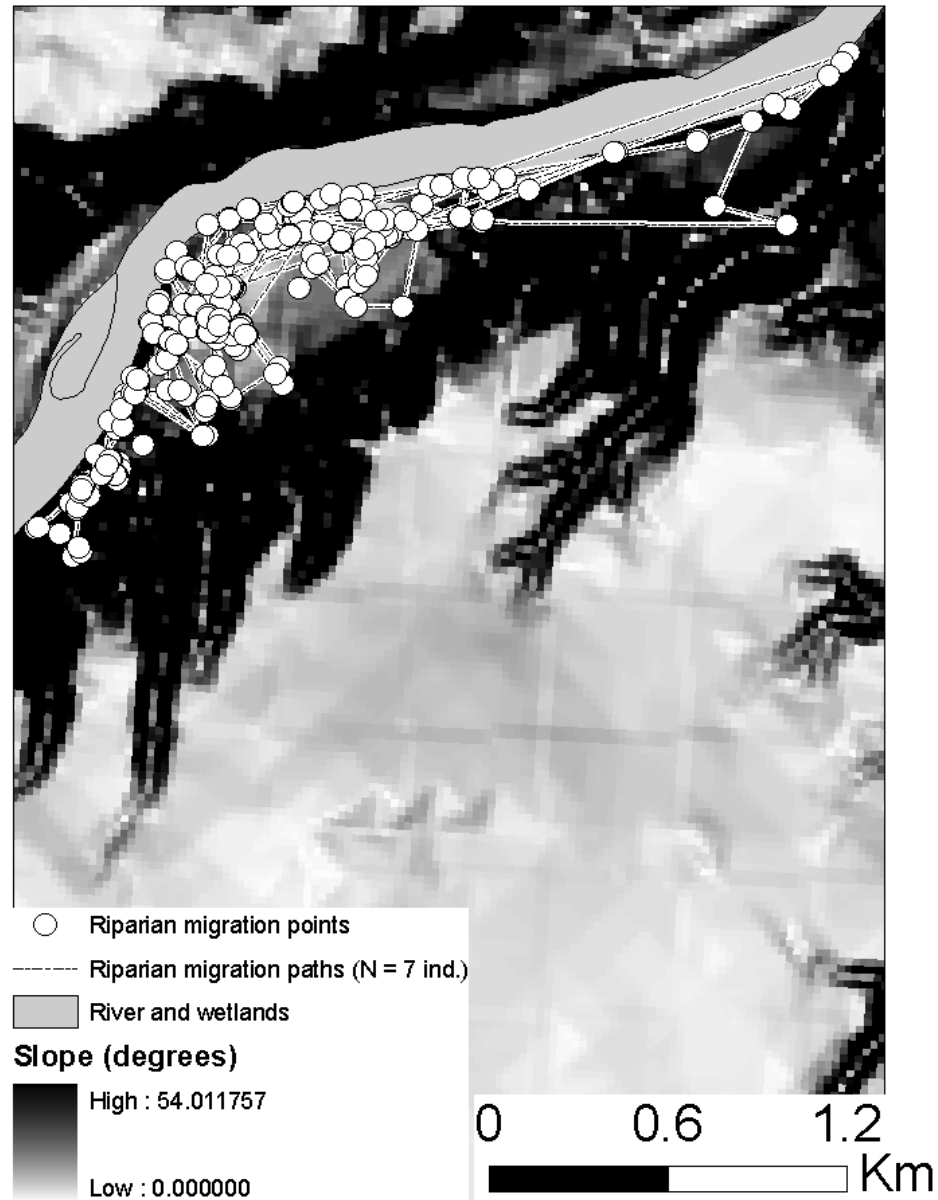 Riparian migration points
Riparian migration paths (N = 7 ind.)
River and wetlands
Slope (degrees)
High : 54.011757
Low : 0.000000
0 0.6 1.2
Km